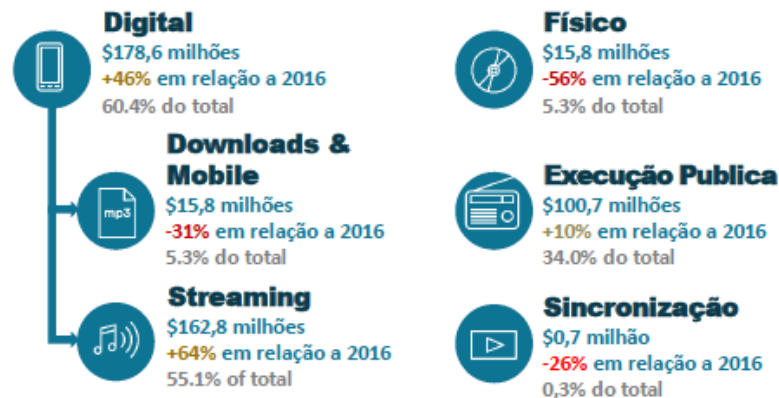 Digital
$178,6 milhões
+46% em relação a 2016
60.4% do total
Downloads &
Mobile
mp3
$15,8 milhões
-31% em relação a 2016
5.3% do total
Streaming
$162,8 milhões
+64% em relação a 2016
55.1% of total
Físico
$15,8 milhões
-56% em relação a 2016
5.3% do total
Execução Publica
$100,7 milhões
+10% em relação a 2016
34.0% do total
Sincronização
$0,7 milhão
-26% em relação a 2016
0,3% do total